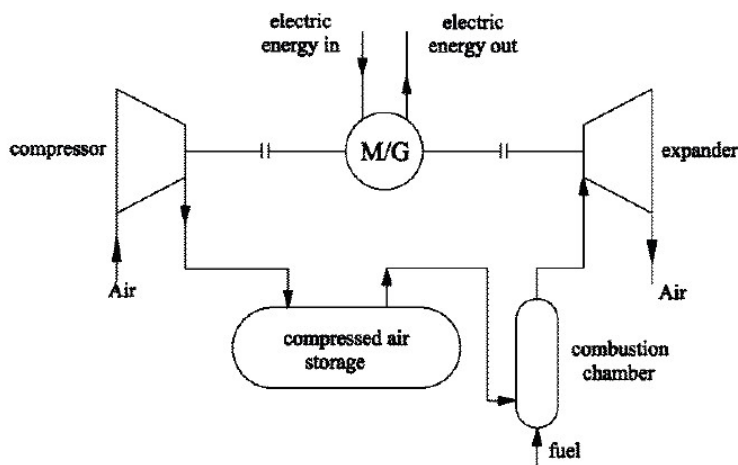 electric
energy in
electric
energy out
compressor
M/G
expander
Air
Air
compressed air
storage
combustion
chamber
fuel